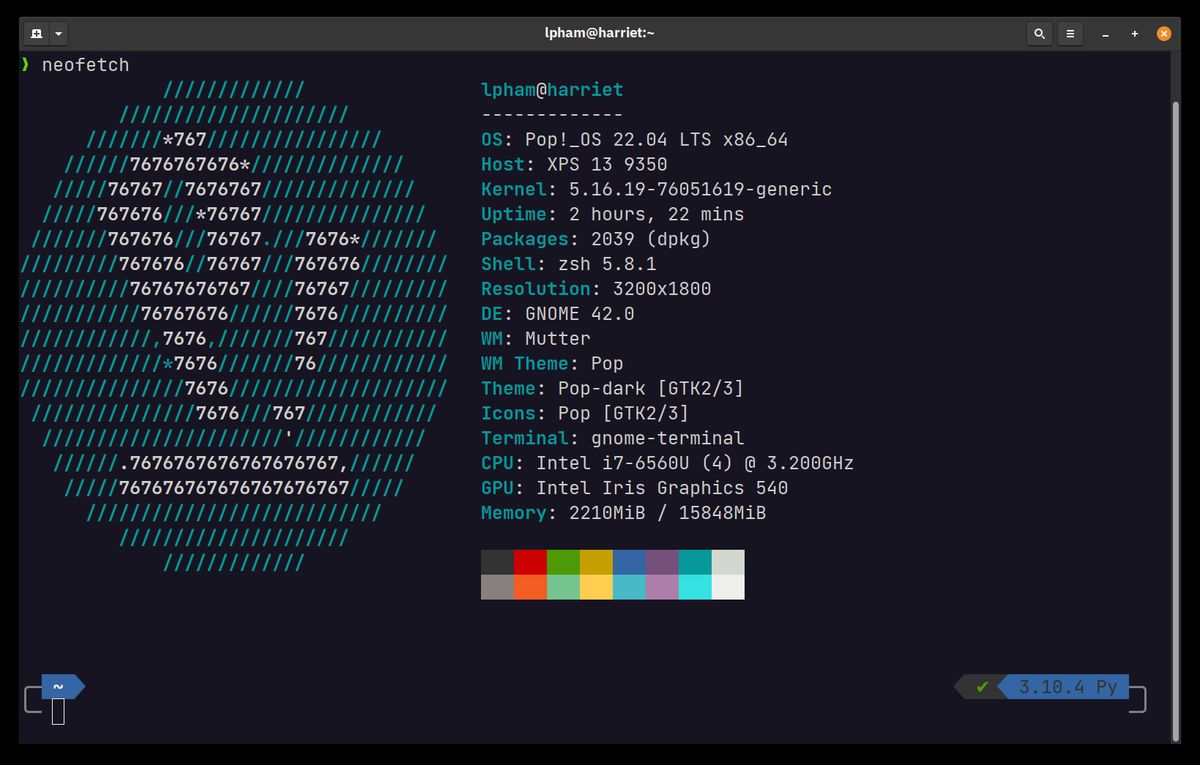 lpham@harriet:~
❯ neofetch
             /////////////                lpham@harriet
         /////////////////////            -------------
      ///////*767////////////////         OS: Pop!_OS 22.04 LTS x86_64
    //////7676767676*//////////////       Host: XPS 13 9350
   /////76767//7676767//////////////      Kernel: 5.16.19-76051619-generic
  /////767676///*76767///////////////     Uptime: 2 hours, 22 mins
 ///////767676///76767.///7676*///////    Packages: 2039 (dpkg)
/////////767676//76767///767676////////   Shell: zsh 5.8.1
//////////76767676767////76767/////////   Resolution: 3200x1800
///////////76767676//////7676//////////   DE: GNOME 42.0
////////////,7676,///////767///////////   WM: Mutter
/////////////*7676///////76////////////   WM Theme: Pop
///////////////7676////////////////////   Theme: Pop-dark [GTK2/3]
 ///////////////7676///767////////////    Icons: Pop [GTK2/3]
  //////////////////////'////////////     Terminal: gnome-terminal
   //////.7676767676767676767,//////      CPU: Intel i7-6560U (4) @ 3.200GHz
    /////767676767676767676767/////       GPU: Intel Iris Graphics 540
      ///////////////////////////         Memory: 2210MiB / 15848MiB
         /////////////////////
             /////////////
~ ✔ 3.10.4 Py